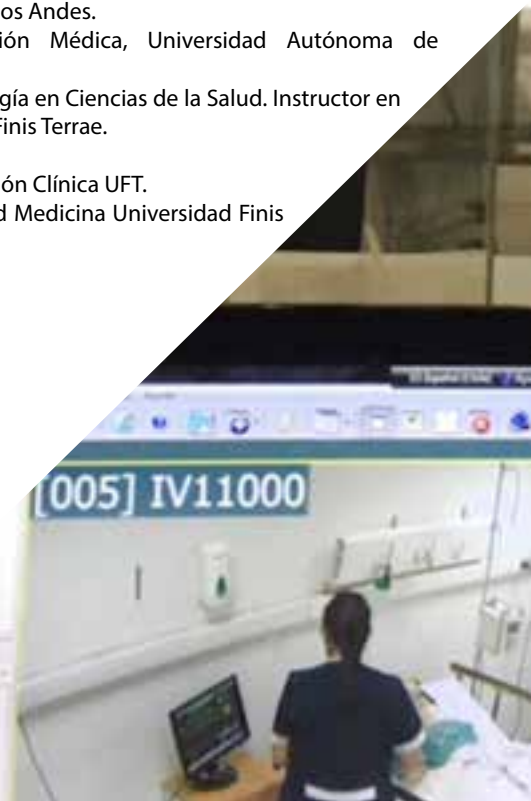 os Andes.
ión Médica, Universidad Autónoma de
gía en Ciencias de la Salud. Instructor en
Finis Terrae.
ón Clínica UFT.
d Medicina Universidad Finis
[005] IV11000